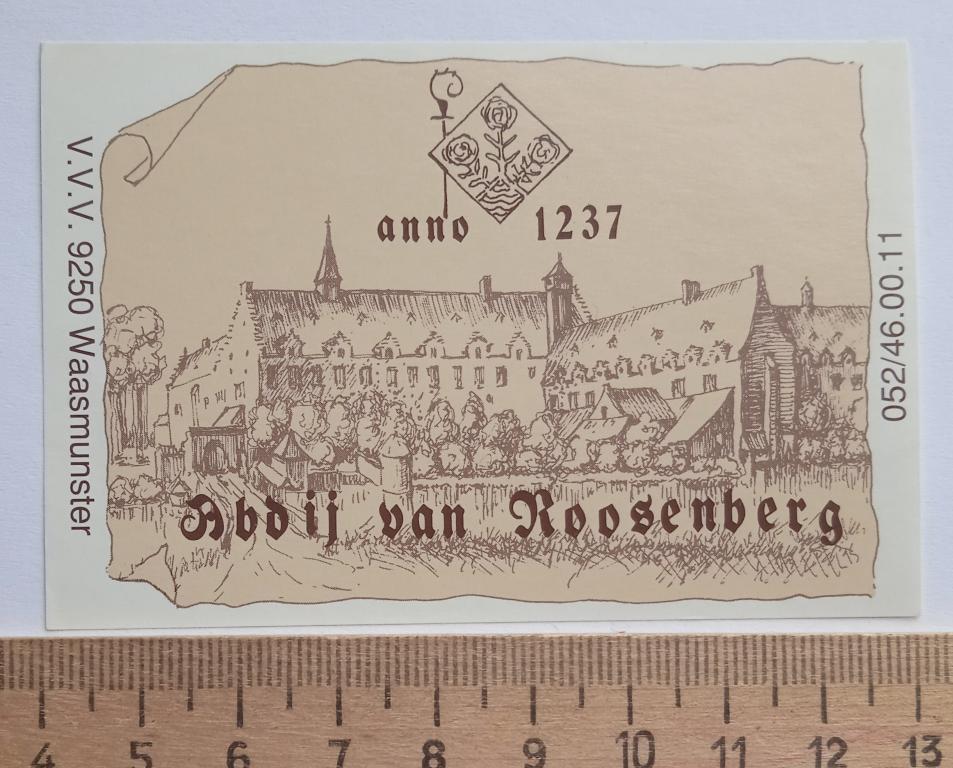 anno 1237
Abdij van Roosenberg
V.V.V. 9250 Waasmunster
052/46.00.11
4 5 6 7 8 9 10 11 12 13